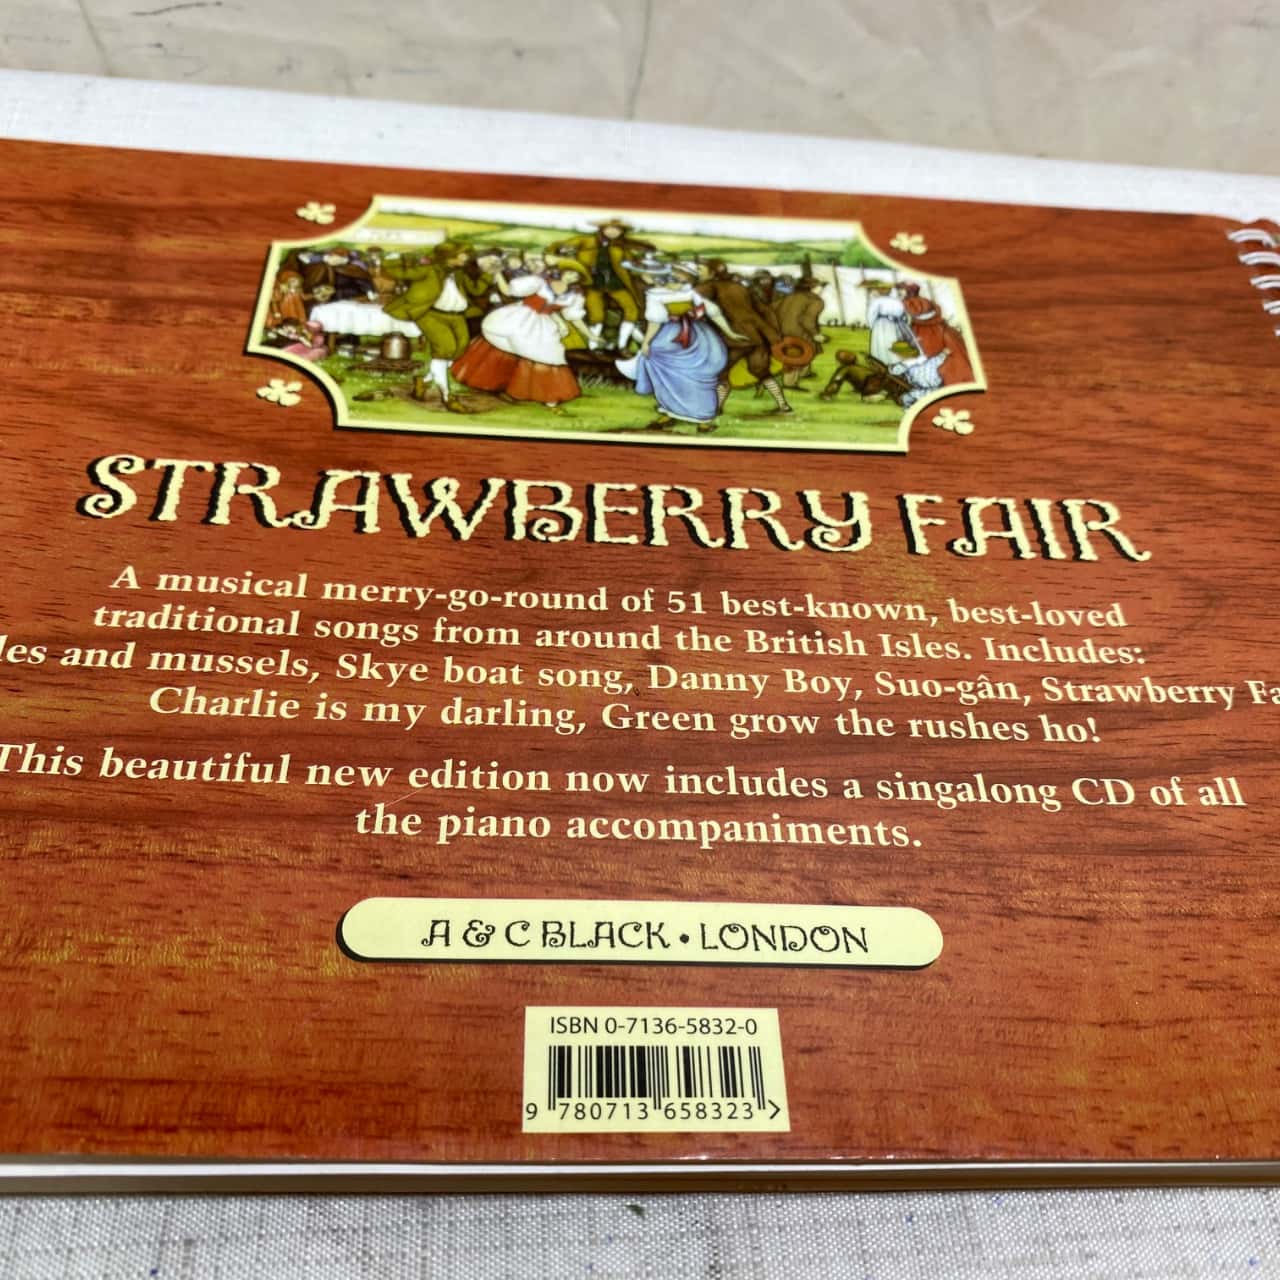 STRAWBERRY FAIR
A musical merry-go-round of 51 best-known, best-loved
traditional songs from around the British Isles. Includes:
les and mussels, Skye boat song, Danny Boy, Suo-gân, Strawberry Fa
Charlie is my darling, Green grow the rushes ho!
This beautiful new edition now includes a singalong CD of all
the piano accompaniments.
A & C BLACK • LONDON
ISBN 0-7136-5832-0
9 780713 658323 >